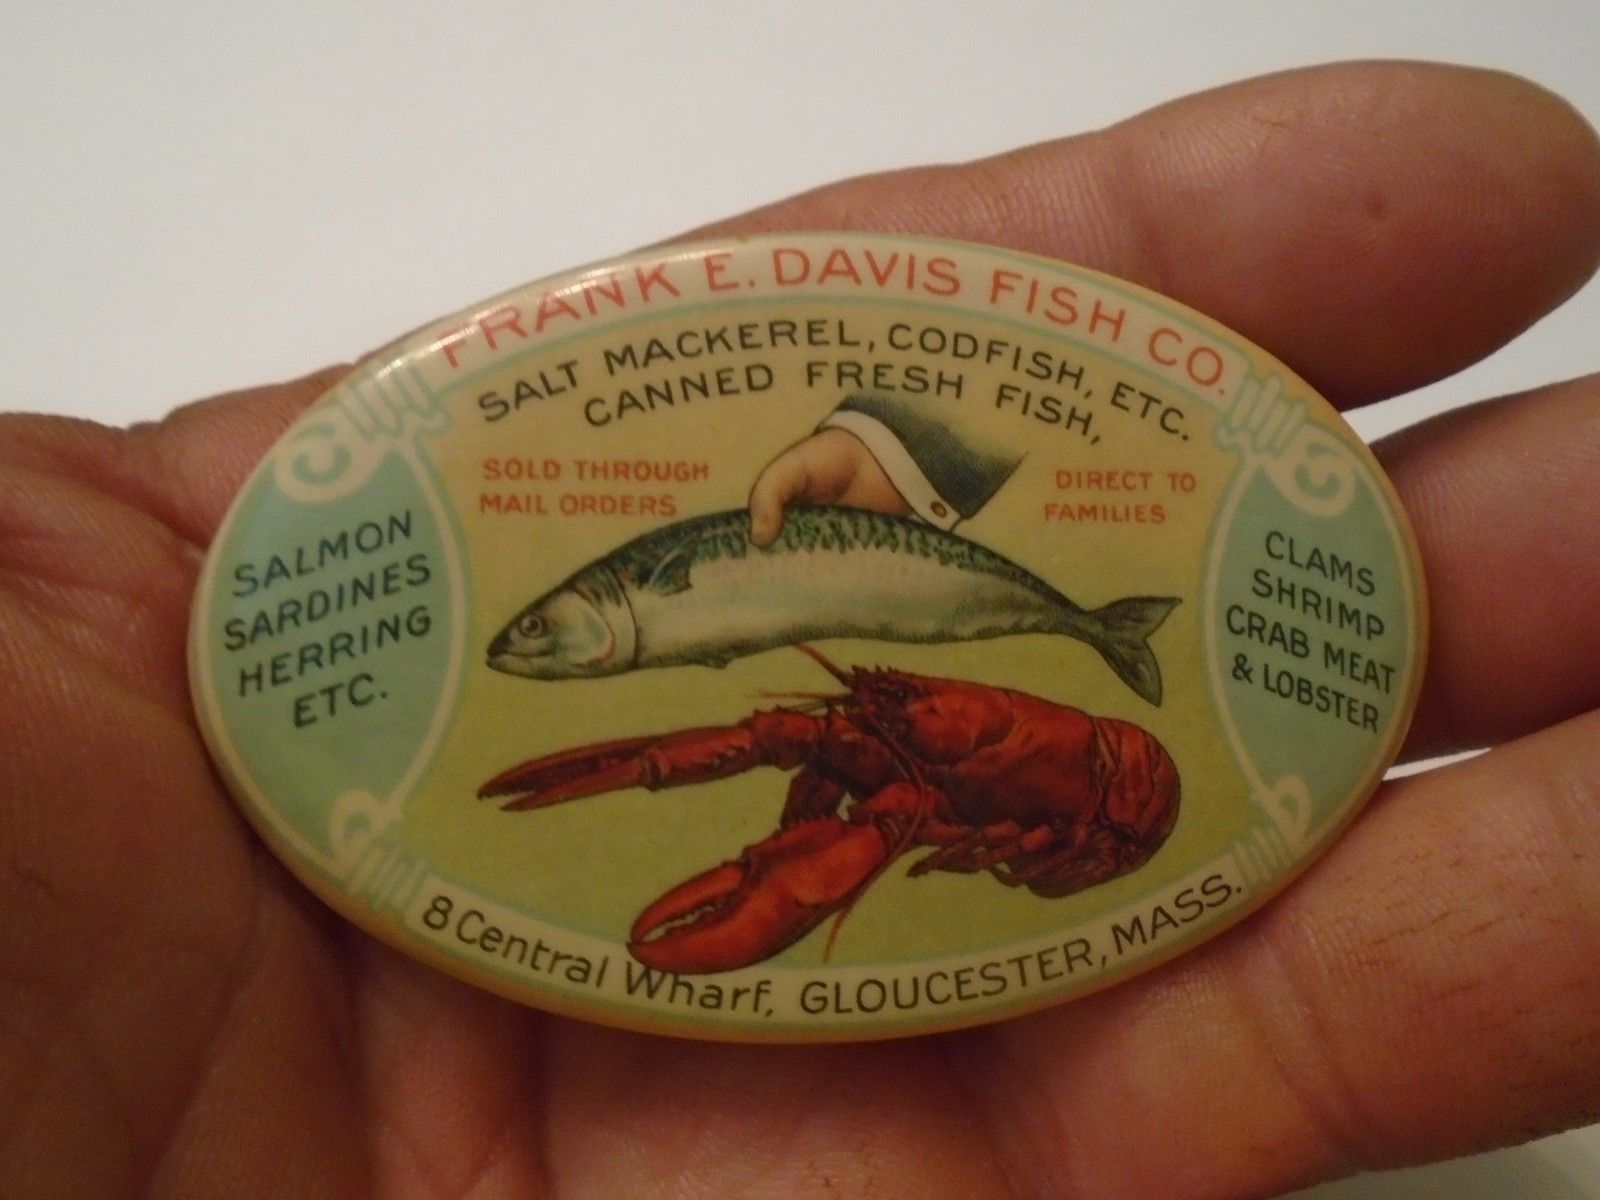 FRANK E. DAVIS FISH CO.
SALT MACKEREL, CODFISH, ETC.
CANNED FRESH FISH,
SOLD THROUGH
MAIL ORDERS
DIRECT TO
FAMILIES
SALMON
SARDINES
HERRING
ETC.
CLAMS
SHRIMP
CRAB MEAT
& LOBSTER
8 Central Wharf, GLOUCESTER, MASS.